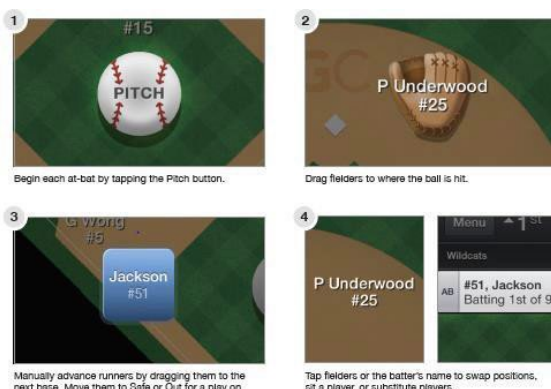 1
#15
PITCH
Begin each at-bat by tapping the Pitch button.
2
GC
P Underwood
#25
Drag fielders to where the ball is hit.
3
G Wong
#5
Jackson
#51
Manually advance runners by dragging them to the
next base. Move them to Safe or Out for a play on
4
P Underwood
#25
Menu
1st
Wildcats
AB
#51, Jackson
Batting 1st of 9
Tap fielders or the batter's name to swap positions,
sit a player, or substitute players.